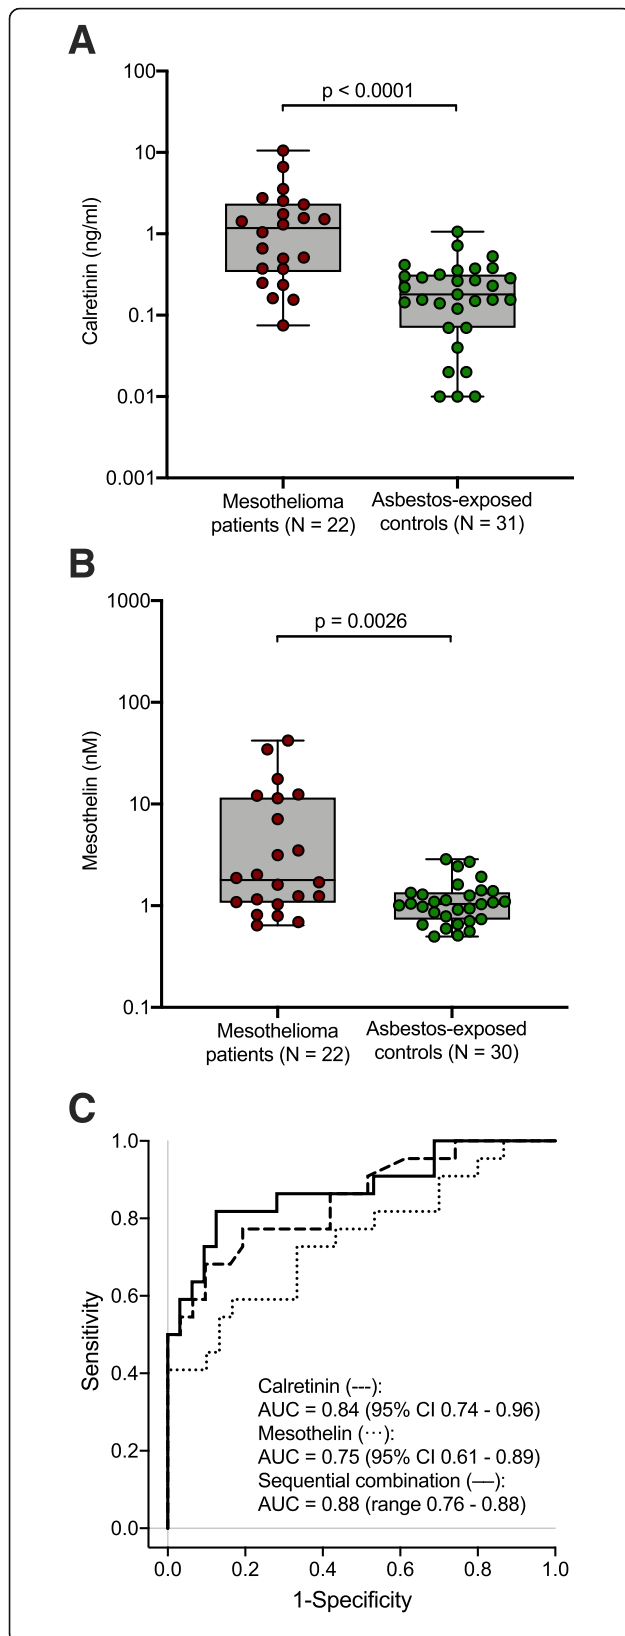 A
100
10
1
0.1
0.01
0.001
Calretinin (ng/ml)
p < 0.0001
Mesothelioma
patients (N = 22)
Asbestos-exposed
controls (N = 31)
B
1000
100
10
1
0.1
Mesothelin (nM)
p = 0.0026
Mesothelioma
patients (N = 22)
Asbestos-exposed
controls (N = 30)
C
1.0
0.8
0.6
0.4
0.2
0.0
Sensitivity
Calretinin (---):
AUC = 0.84 (95% CI 0.74 - 0.96)
Mesothelin (···):
AUC = 0.75 (95% CI 0.61 - 0.89)
Sequential combination (—):
AUC = 0.88 (range 0.76 - 0.88)
0.0 0.2 0.4 0.6 0.8 1.0
1-Specificity